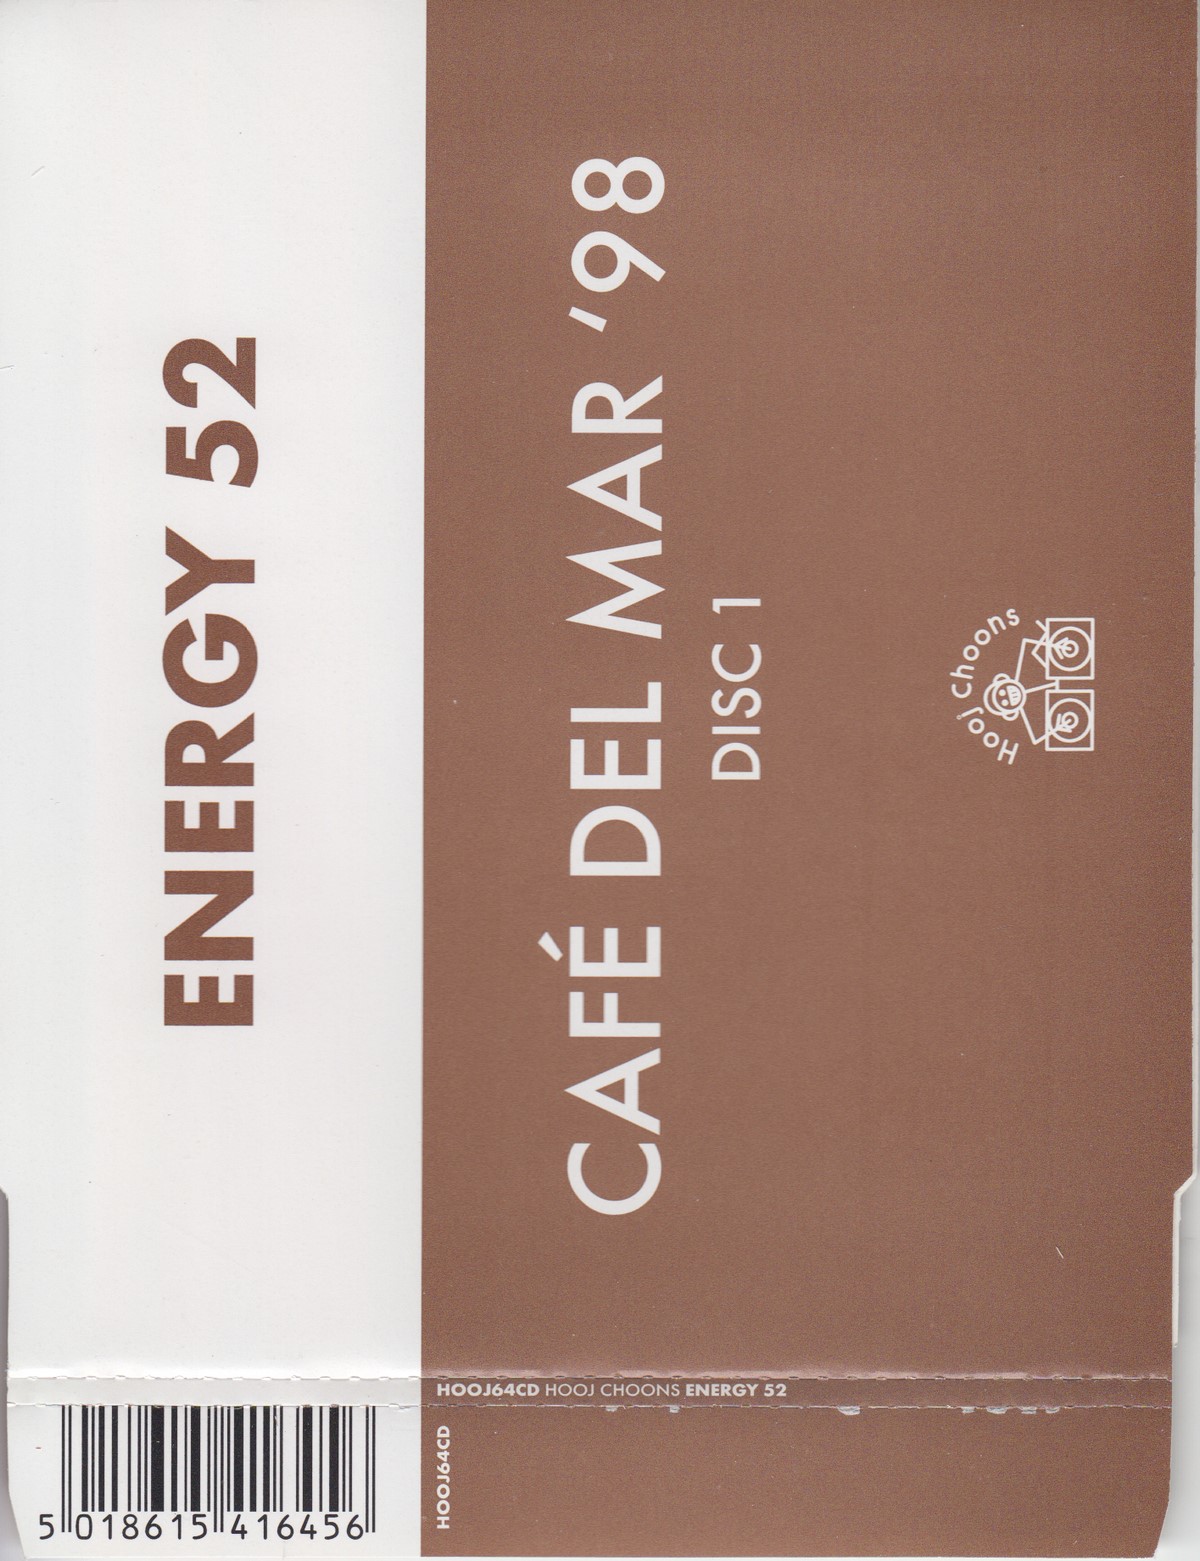 ENERGY 52
CAFÉ DEL MAR '98
DISC 1
Hooj Choons
HOOJ64CD HOOJ CHOONS ENERGY 52
HOOJ64CD
5 018615 416456